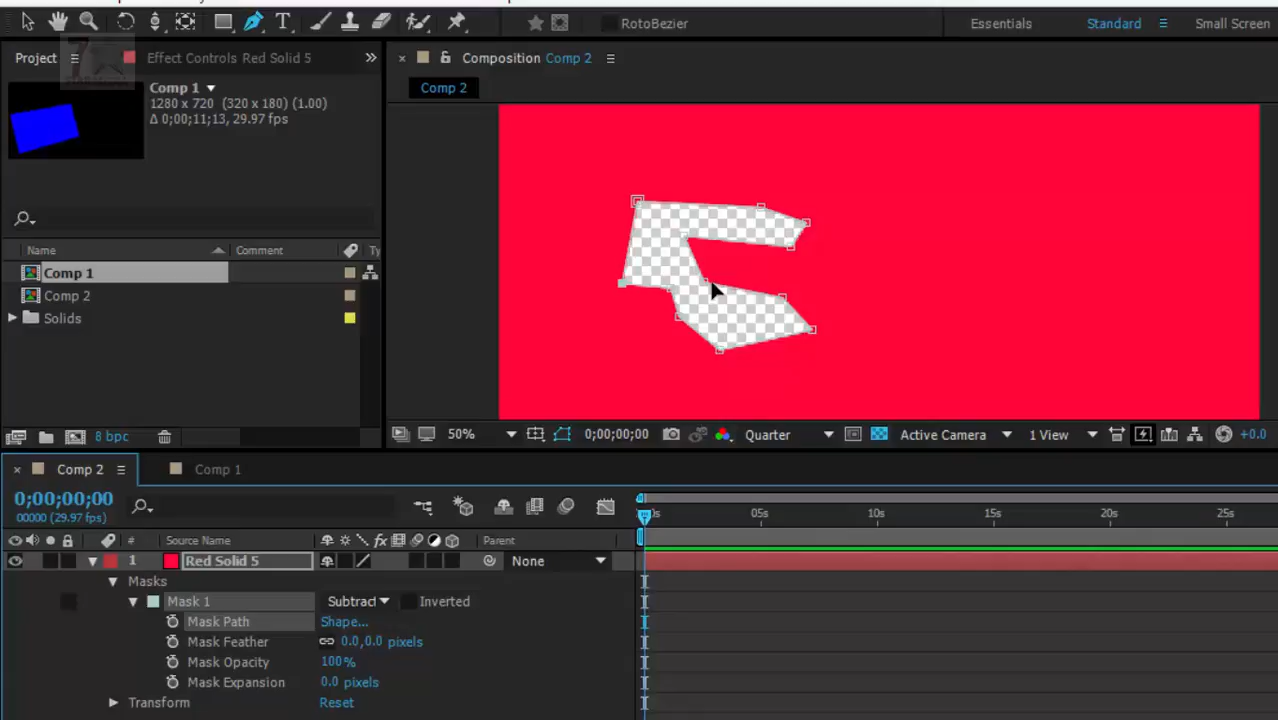 RotoBezier
Essentials
Standard
Small Screen
Project
Effect Controls Red Solid 5
Composition Comp 2
Comp 2
Comp 1
1280 x 720 (320 x 180) (1.00)
Δ 0;00;11;13, 29.97 fps
Name
Comment
Ty
Comp 1
Comp 2
Solids
8 bpc
50%
0;00;00;00
Quarter
Active Camera
1 View
+0.0
Comp 2
Comp 1
0;00;00;00
00000 (29.97 fps)
0s
05s
10s
15s
20s
25s
#
Source Name
Parent
1
Red Solid 5
None
Masks
Mask 1
Subtract
Inverted
Mask Path
Shape...
Mask Feather
0.0,0.0 pixels
Mask Opacity
100%
Mask Expansion
0.0 pixels
Transform
Reset